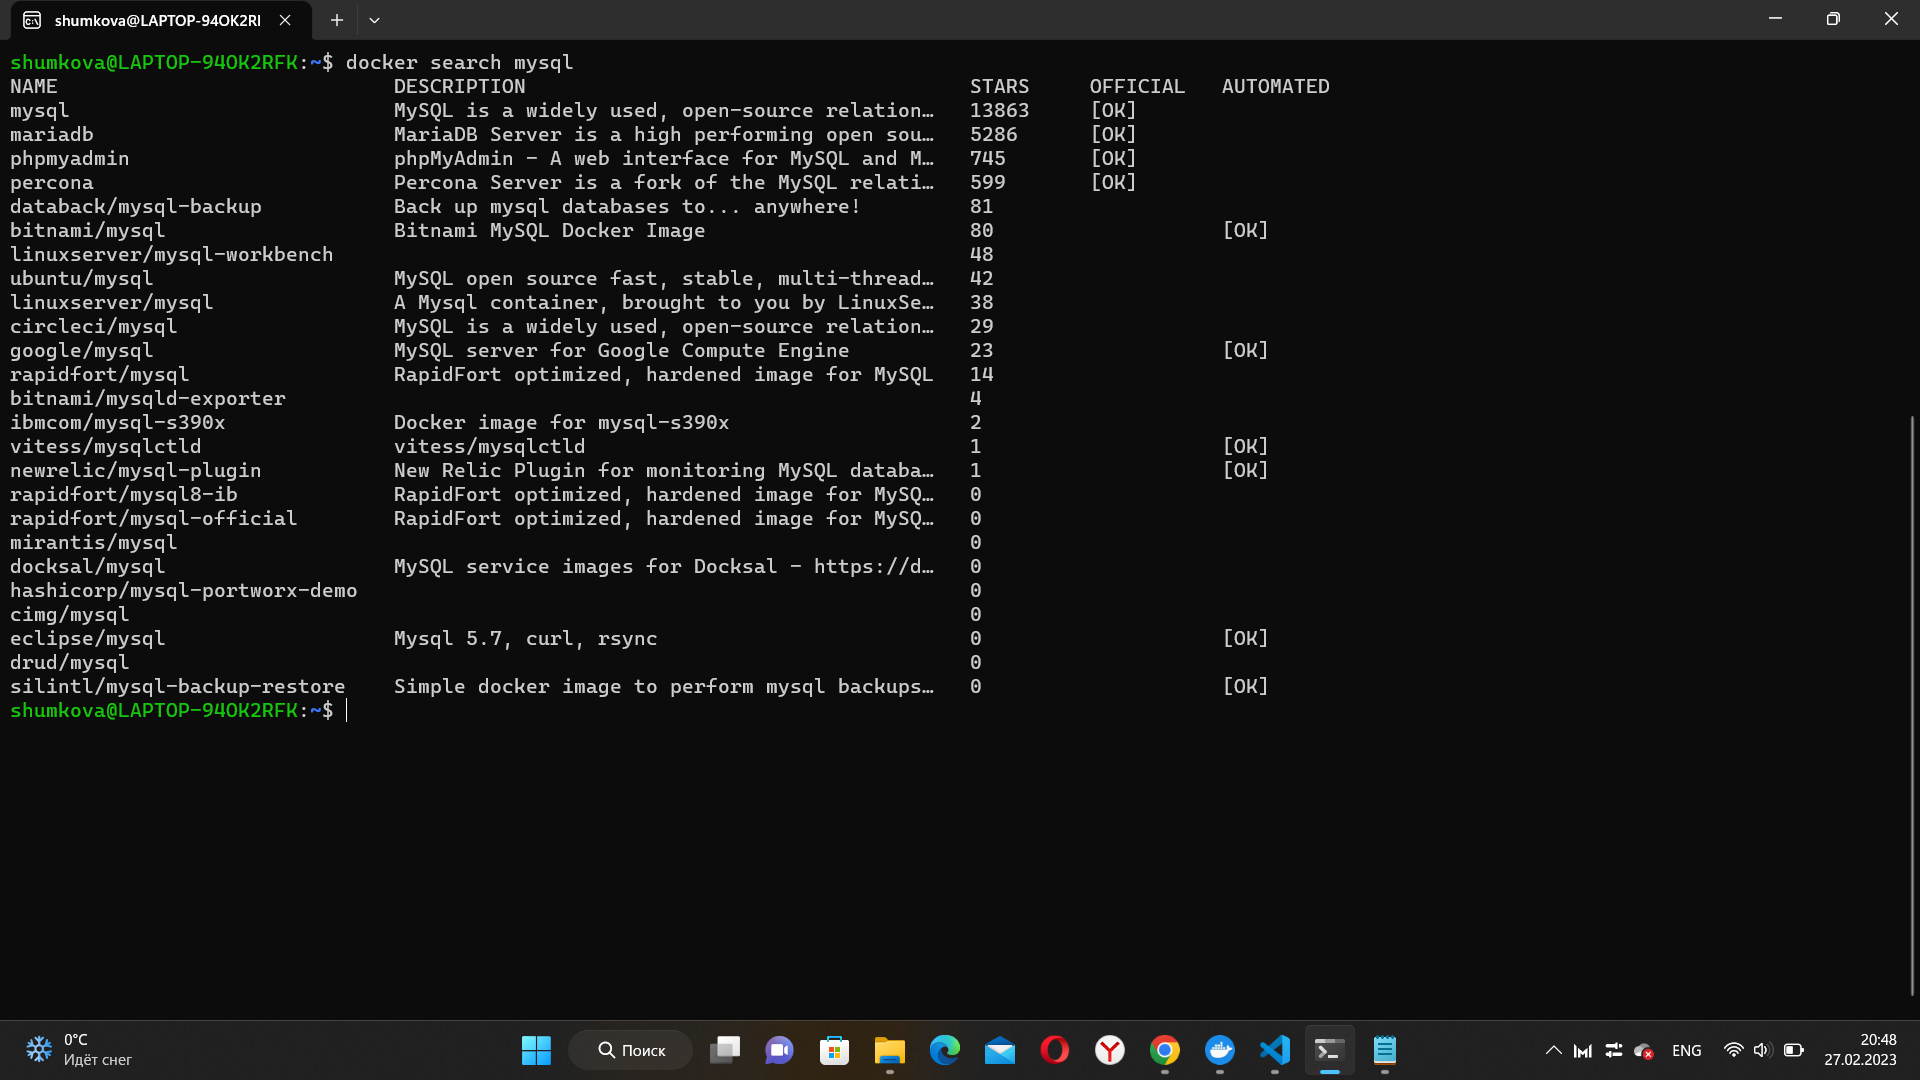 shumkova@LAPTOP-94OK2RI
shumkova@LAPTOP-94OK2RFK:~$ docker search mysql
NAME DESCRIPTION STARS OFFICIAL AUTOMATED
mysql MySQL is a widely used, open-source relation… 13863 [OK]
mariadb MariaDB Server is a high performing open sou… 5286 [OK]
phpmyadmin phpMyAdmin - A web interface for MySQL and M… 745 [OK]
percona Percona Server is a fork of the MySQL relati… 599 [OK]
databack/mysql-backup Back up mysql databases to... anywhere! 81
bitnami/mysql Bitnami MySQL Docker Image 80 [OK]
linuxserver/mysql-workbench 48
ubuntu/mysql MySQL open source fast, stable, multi-thread… 42
linuxserver/mysql A Mysql container, brought to you by LinuxSe… 38
circleci/mysql MySQL is a widely used, open-source relation… 29
google/mysql MySQL server for Google Compute Engine 23 [OK]
rapidfort/mysql RapidFort optimized, hardened image for MySQL 14
bitnami/mysqld-exporter 4
ibmcom/mysql-s390x Docker image for mysql-s390x 2
vitess/mysqlctld vitess/mysqlctld 1 [OK]
newrelic/mysql-plugin New Relic Plugin for monitoring MySQL databa… 1 [OK]
rapidfort/mysql8-ib RapidFort optimized, hardened image for MySQ… 0
rapidfort/mysql-official RapidFort optimized, hardened image for MySQ… 0
mirantis/mysql 0
docksal/mysql MySQL service images for Docksal - https://d… 0
hashicorp/mysql-portworx-demo 0
cimg/mysql 0
eclipse/mysql Mysql 5.7, curl, rsync 0 [OK]
drud/mysql 0
silintl/mysql-backup-restore Simple docker image to perform mysql backups… 0 [OK]
shumkova@LAPTOP-94OK2RFK:~$
0°C
Идёт снег
Поиск
ENG
20:48
27.02.2023